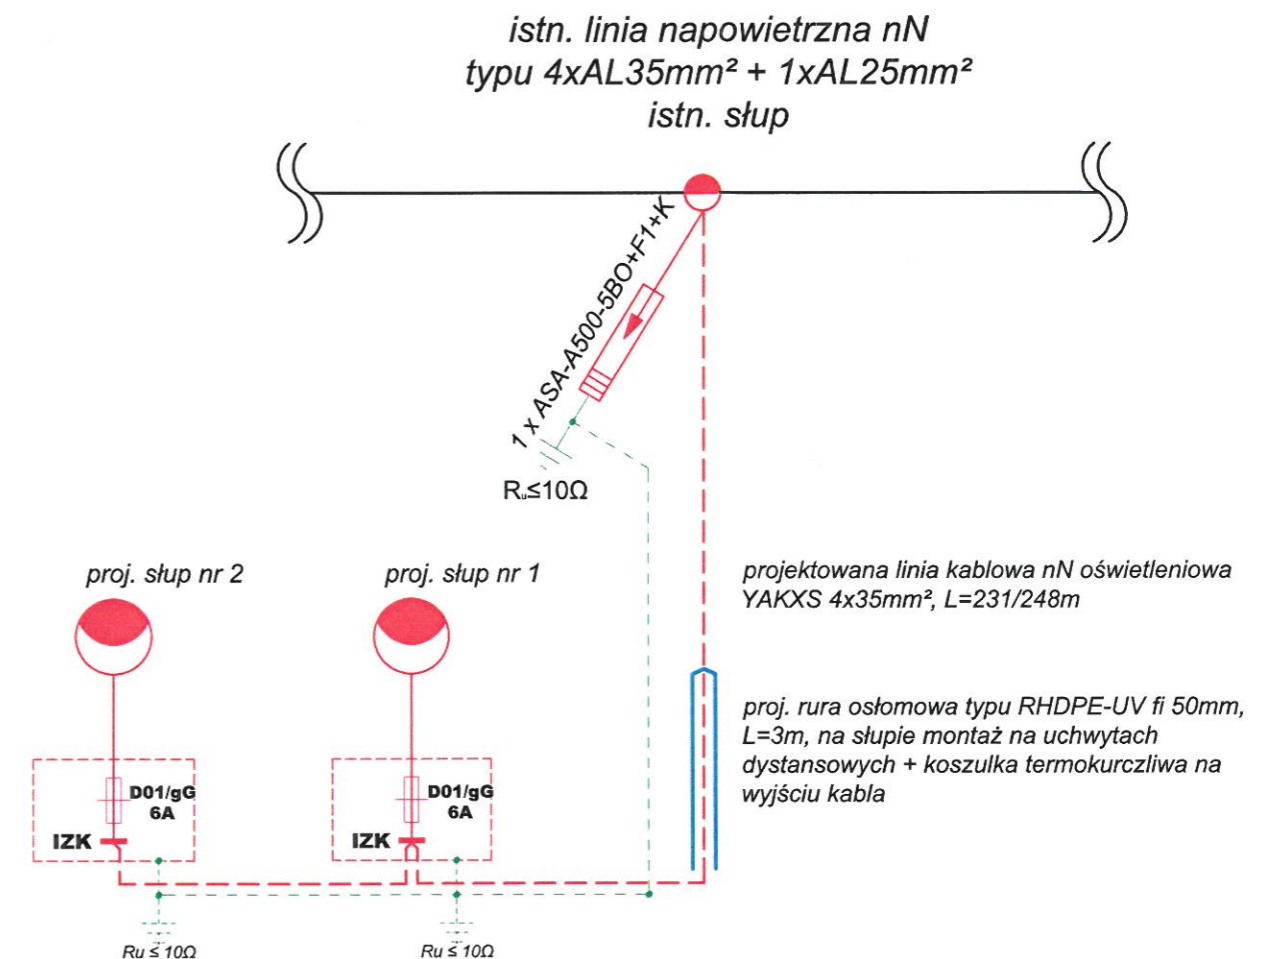 istn. linia napowietrzna nN
typu 4xAL35mm² + 1xAL25mm²
istn. słup
1 x ASA-A500-5BO+F1+K
Ru≤10Ω
proj. słup nr 2
proj. słup nr 1
projektowana linia kablowa nN oświetleniowa
YAKXS 4x35mm², L=231/248m
proj. rura osłomowa typu RHDPE-UV fi 50mm,
L=3m, na słupie montaż na uchwytach
dystansowych + koszulka termokurczliwa na
wyjściu kabla
D01/gG
6A
IZK
D01/gG
6A
IZK
Ru ≤ 10Ω
Ru ≤ 10Ω